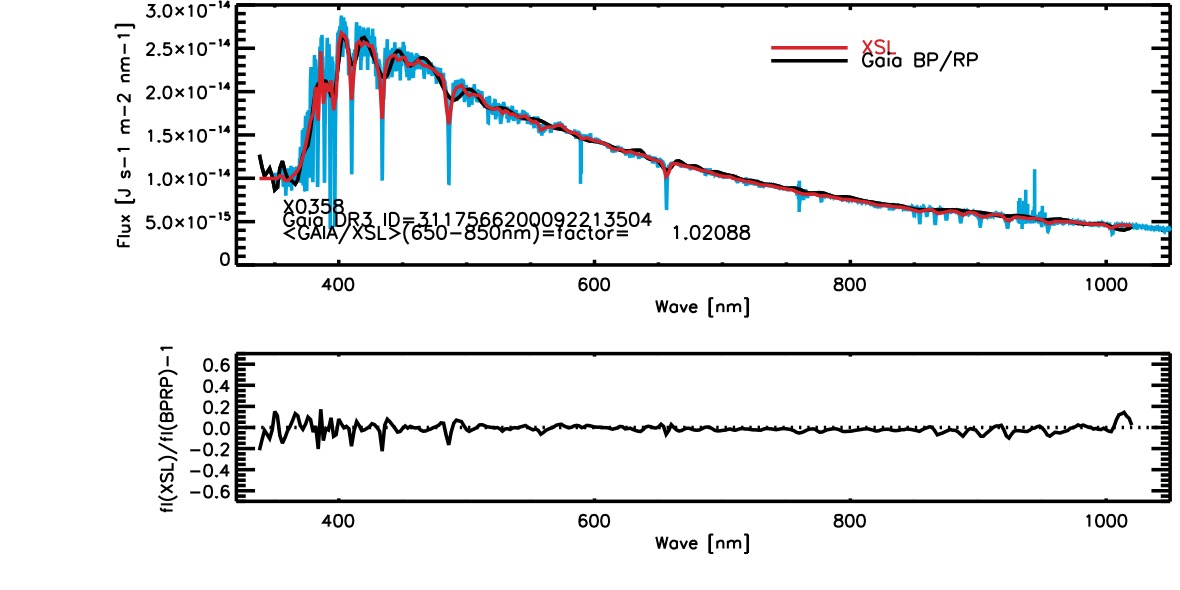 3.0×10⁻¹⁴
2.5×10⁻¹⁴
2.0×10⁻¹⁴
1.5×10⁻¹⁴
1.0×10⁻¹⁴
5.0×10⁻¹⁵
0
Flux [J s−1 m−2 nm−1]
XSL
Gaia BP/RP
X0358
Gaia DR3 ID=3117566200092213504
<GAIA/XSL>(650−850nm)=factor= 1.02088
400 600 800 1000
Wave [nm]
0.6
0.4
0.2
0.0
−0.2
−0.4
−0.6
fl(XSL)/fl(BPRP)−1
400 600 800 1000
Wave [nm]